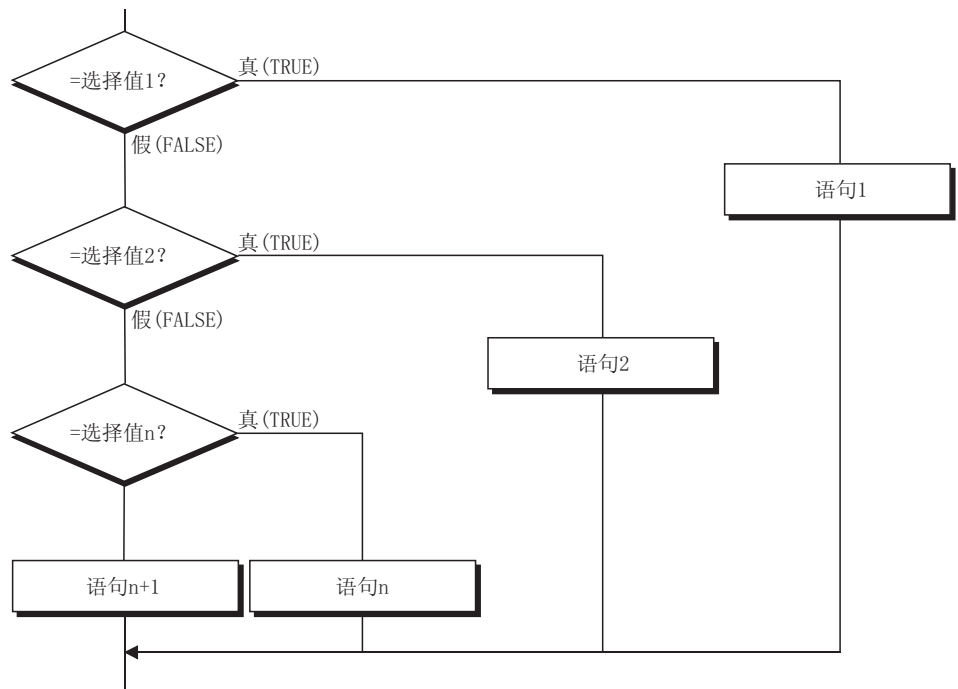 =选择值1?
真(TRUE)
假(FALSE)
语句1
=选择值2?
真(TRUE)
假(FALSE)
语句2
=选择值n?
真(TRUE)
语句n+1
语句n